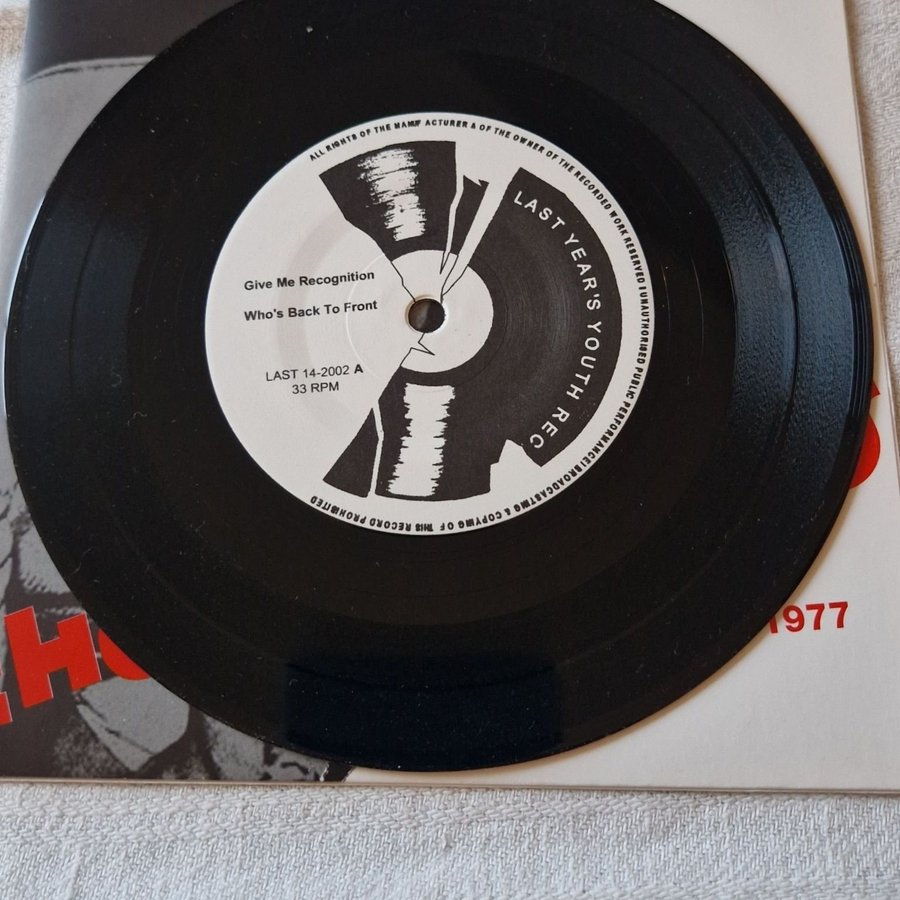 ALL RIGHTS OF THE MANUF ACTURER & OF THE OWNER OF THE RECORDED WORK RESERVED ! UNAUTHORISED PUBLIC PERFORMANCE! BROADCASTING & COPYING OF THIS RECORD PROHIBITED
LAST YEAR'S YOUTH REC
Give Me Recognition
Who's Back To Front
LAST 14-2002 A
33 RPM
1977